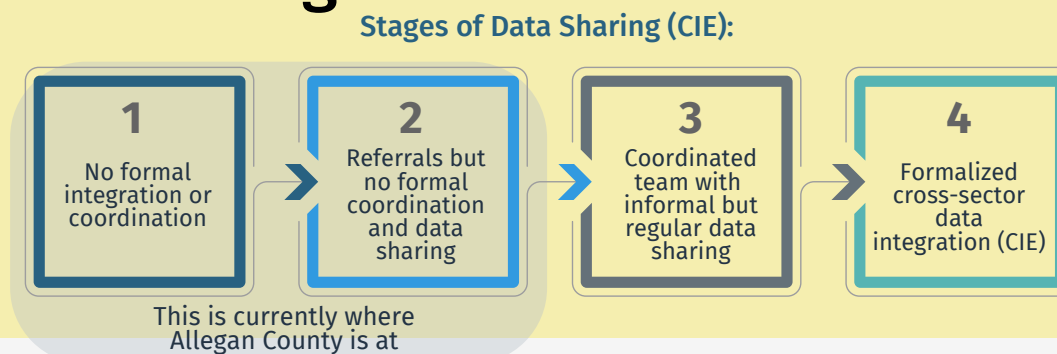 Stages of Data Sharing (CIE):
1
No formal
integration or
coordination
2
Referrals but
no formal
coordination
and data
sharing
3
Coordinated
team with
informal but
regular data
sharing
4
Formalized
cross-sector
data
integration (CIE)
This is currently where
Allegan County is at